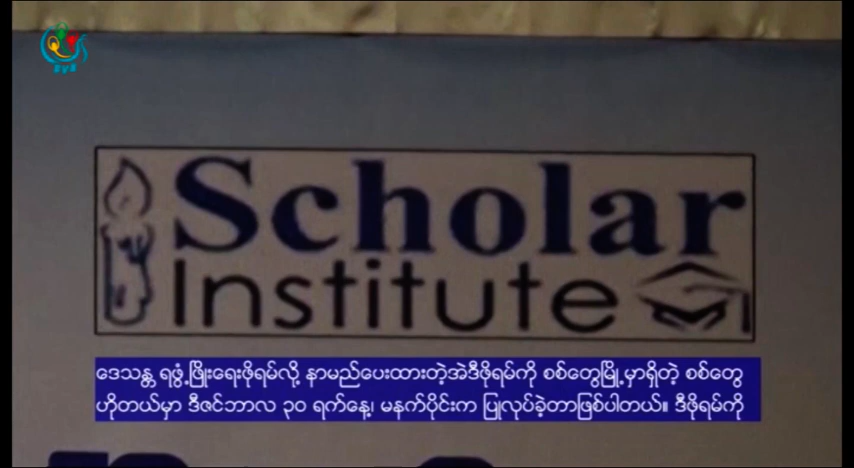 DVB
Scholar
Institute
ဒေသန္တရဖွံ့ဖြိုးရေးဖိုရမ်လို့ နာမည်ပေးထားတဲ့အဲဒီဖိုရမ်ကို စစ်တွေမြို့မှာရှိတဲ့ စစ်တွေ
ဟိုတယ်မှာ ဒီဇင်ဘာလ ၃၀ ရက်နေ့၊ မနက်ပိုင်းက ပြုလုပ်ခဲ့တာဖြစ်ပါတယ်။ ဒီဖိုရမ်ကို